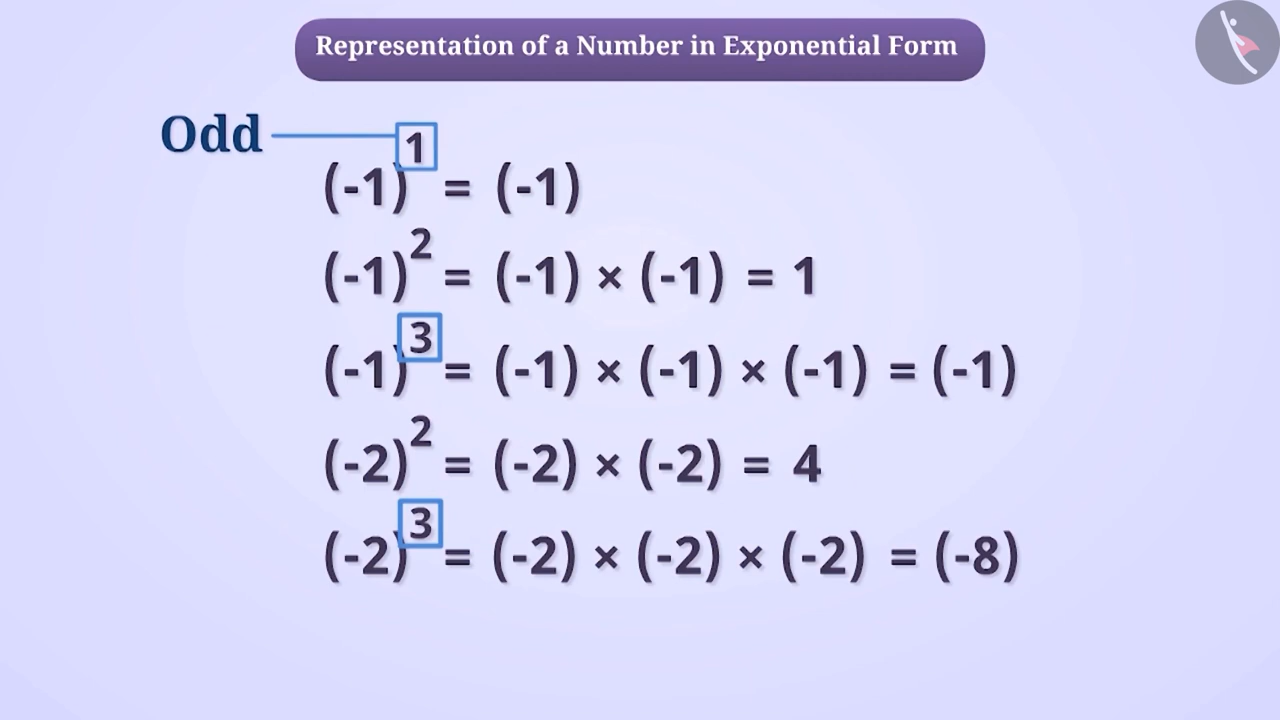 Representation of a Number in Exponential Form
Odd
(-1)¹ = (-1)
(-1)² = (-1) × (-1) = 1
(-1)³ = (-1) × (-1) × (-1) = (-1)
(-2)² = (-2) × (-2) = 4
(-2)³ = (-2) × (-2) × (-2) = (-8)